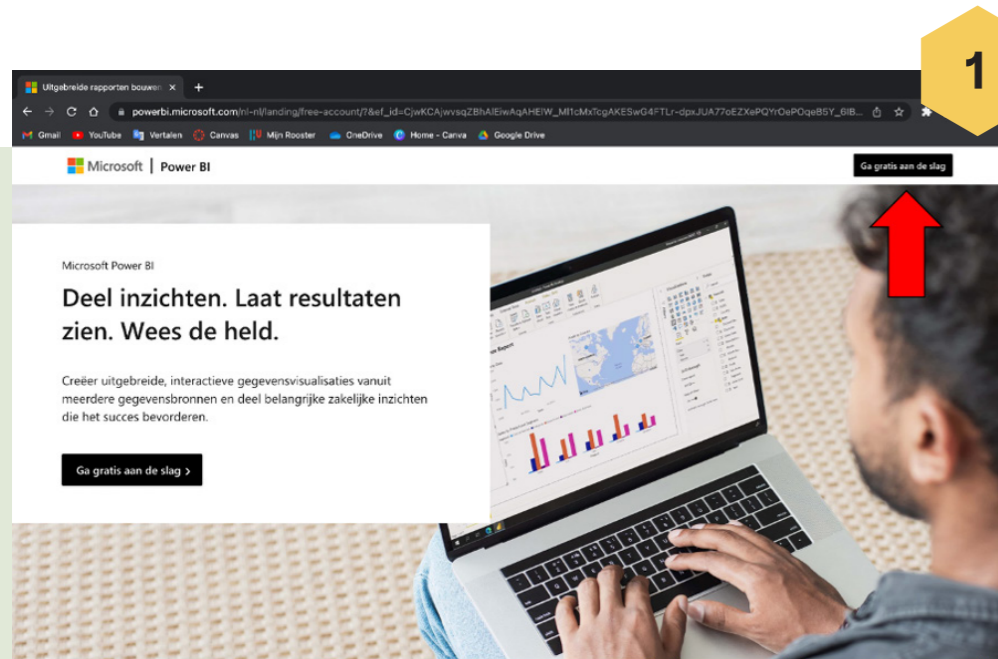 1
Uitgebreide rapporten bouwen
powerbi.microsoft.com/nl-nl/landing/free-account/?&ef_id=
Gmail YouTube Vertalen Canvas Mijn Rooster OneDrive Home - Canva Google Drive
Microsoft | Power BI
Ga gratis aan de slag
Microsoft Power BI
Deel inzichten. Laat resultaten
zien. Wees de held.
Creëer uitgebreide, interactieve gegevensvisualisaties vanuit
meerdere gegevensbronnen en deel belangrijke zakelijke inzichten
die het succes bevorderen.
Ga gratis aan de slag >